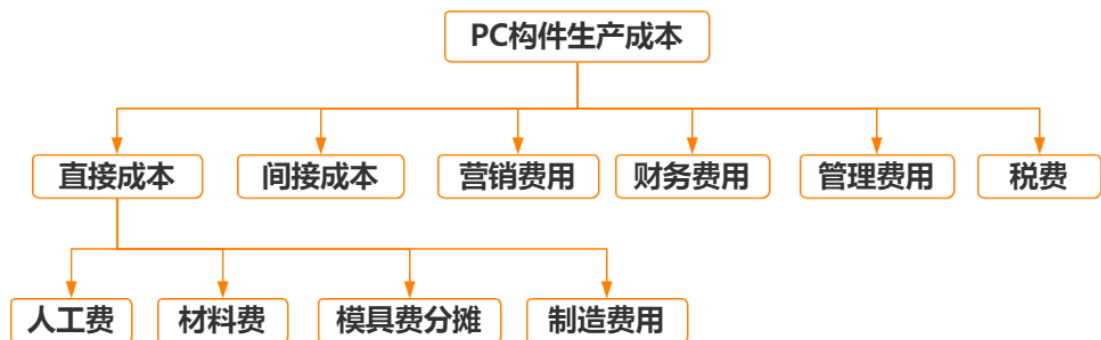 PC构件生产成本
直接成本
间接成本
营销费用
财务费用
管理费用
税费
人工费
材料费
模具费分摊
制造费用